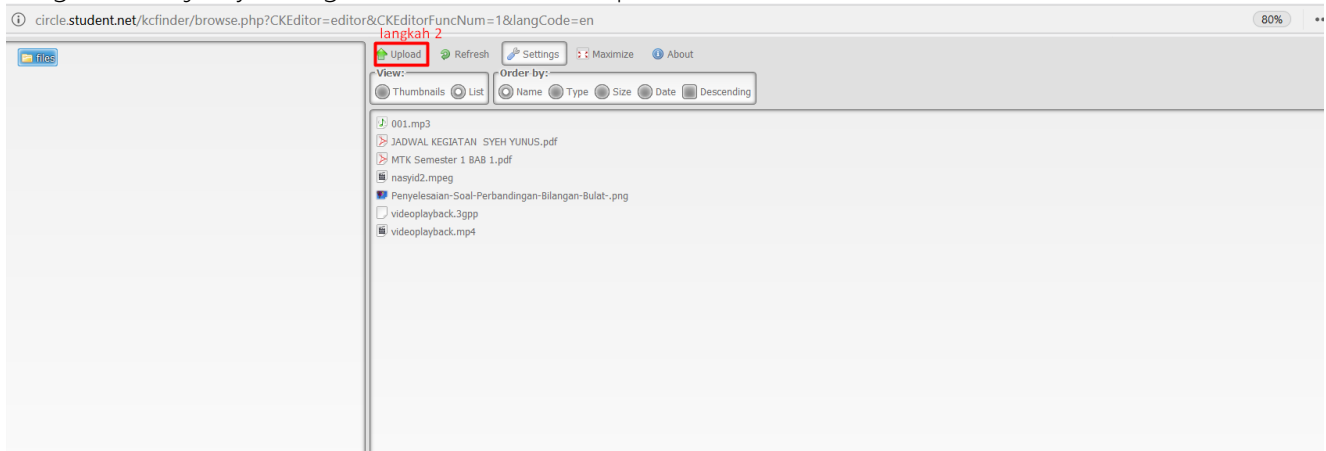 circle.student.net/kcfinder/browse.php?CKEditor=editor&CKEditorFuncNum=1&langCode=en
80%
langkah 2
files
Upload Refresh Settings Maximize About
View: Order by:
Thumbnails List Name Type Size Date Descending
001.mp3
JADWAL KEGIATAN SYEH YUNUS.pdf
MTK Semester 1 BAB 1.pdf
nasyid2.mpeg
Penyelesaian-Soal-Perbandingan-Bilangan-Bulat-.png
videoplayback.3gpp
videoplayback.mp4